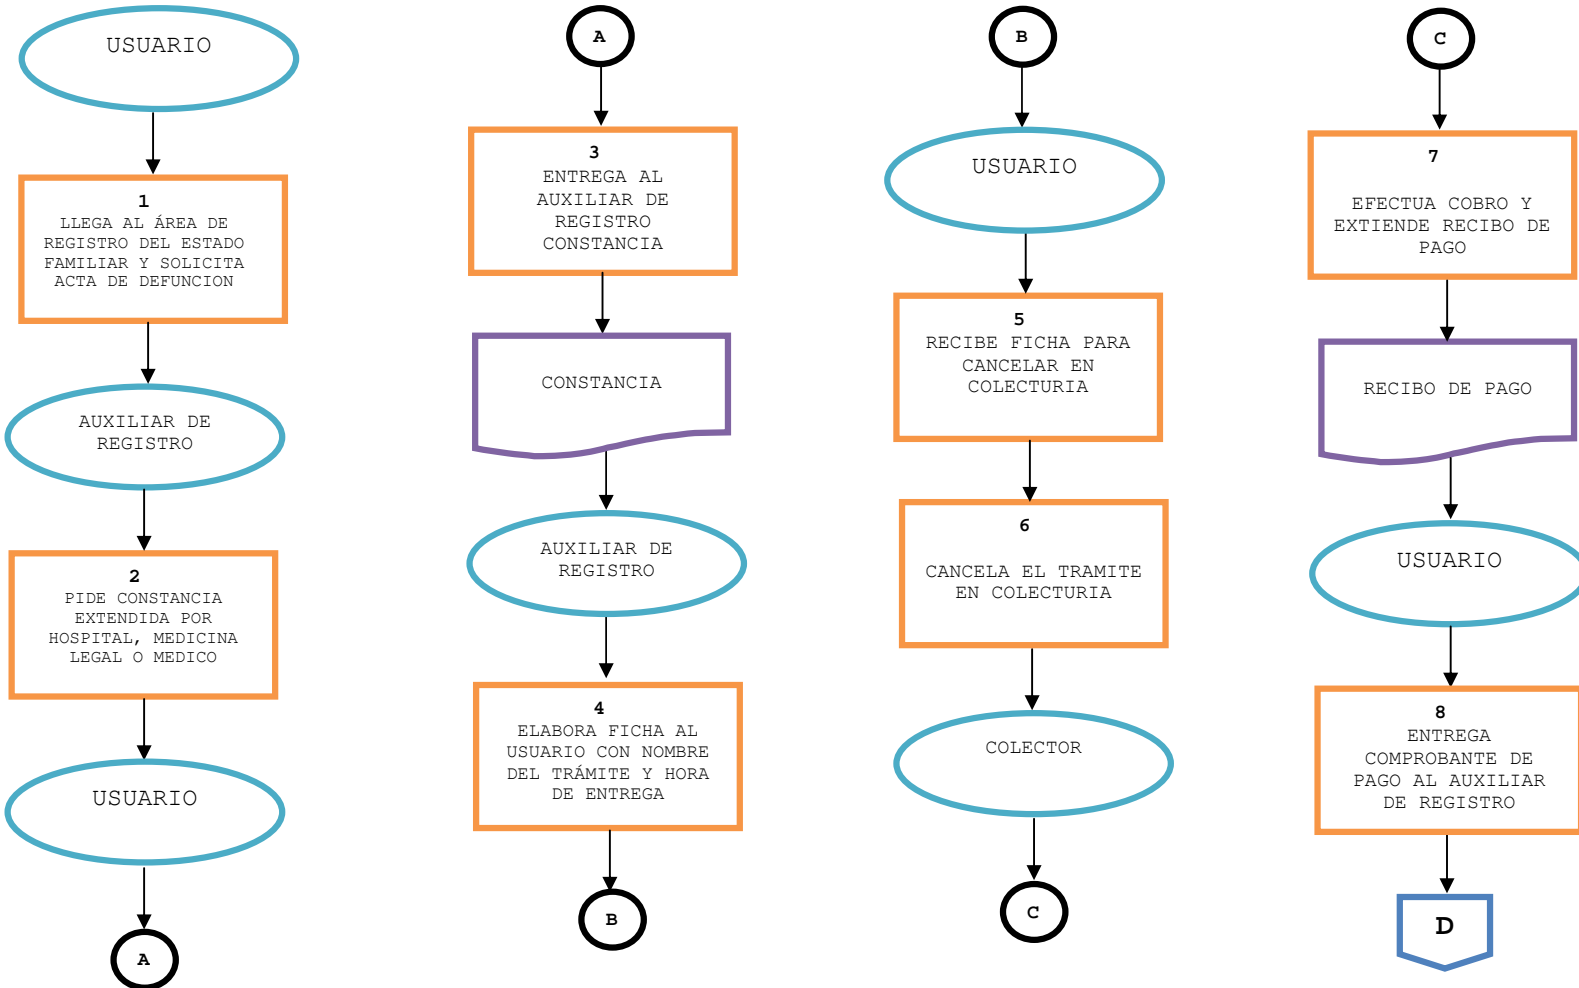 USUARIO
1
LLEGA AL ÁREA DE
REGISTRO DEL ESTADO
FAMILIAR Y SOLICITA
ACTA DE DEFUNCION
AUXILIAR DE
REGISTRO
2
PIDE CONSTANCIA
EXTENDIDA POR
HOSPITAL, MEDICINA
LEGAL O MEDICO
USUARIO
A
A
3
ENTREGA AL
AUXILIAR DE
REGISTRO
CONSTANCIA
CONSTANCIA
AUXILIAR DE
REGISTRO
4
ELABORA FICHA AL
USUARIO CON NOMBRE
DEL TRÁMITE Y HORA
DE ENTREGA
B
B
USUARIO
5
RECIBE FICHA PARA
CANCELAR EN
COLECTURIA
6
CANCELA EL TRAMITE
EN COLECTURIA
COLECTOR
C
C
7
EFECTUA COBRO Y
EXTIENDE RECIBO DE
PAGO
RECIBO DE PAGO
USUARIO
8
ENTREGA
COMPROBANTE DE
PAGO AL AUXILIAR
DE REGISTRO
D